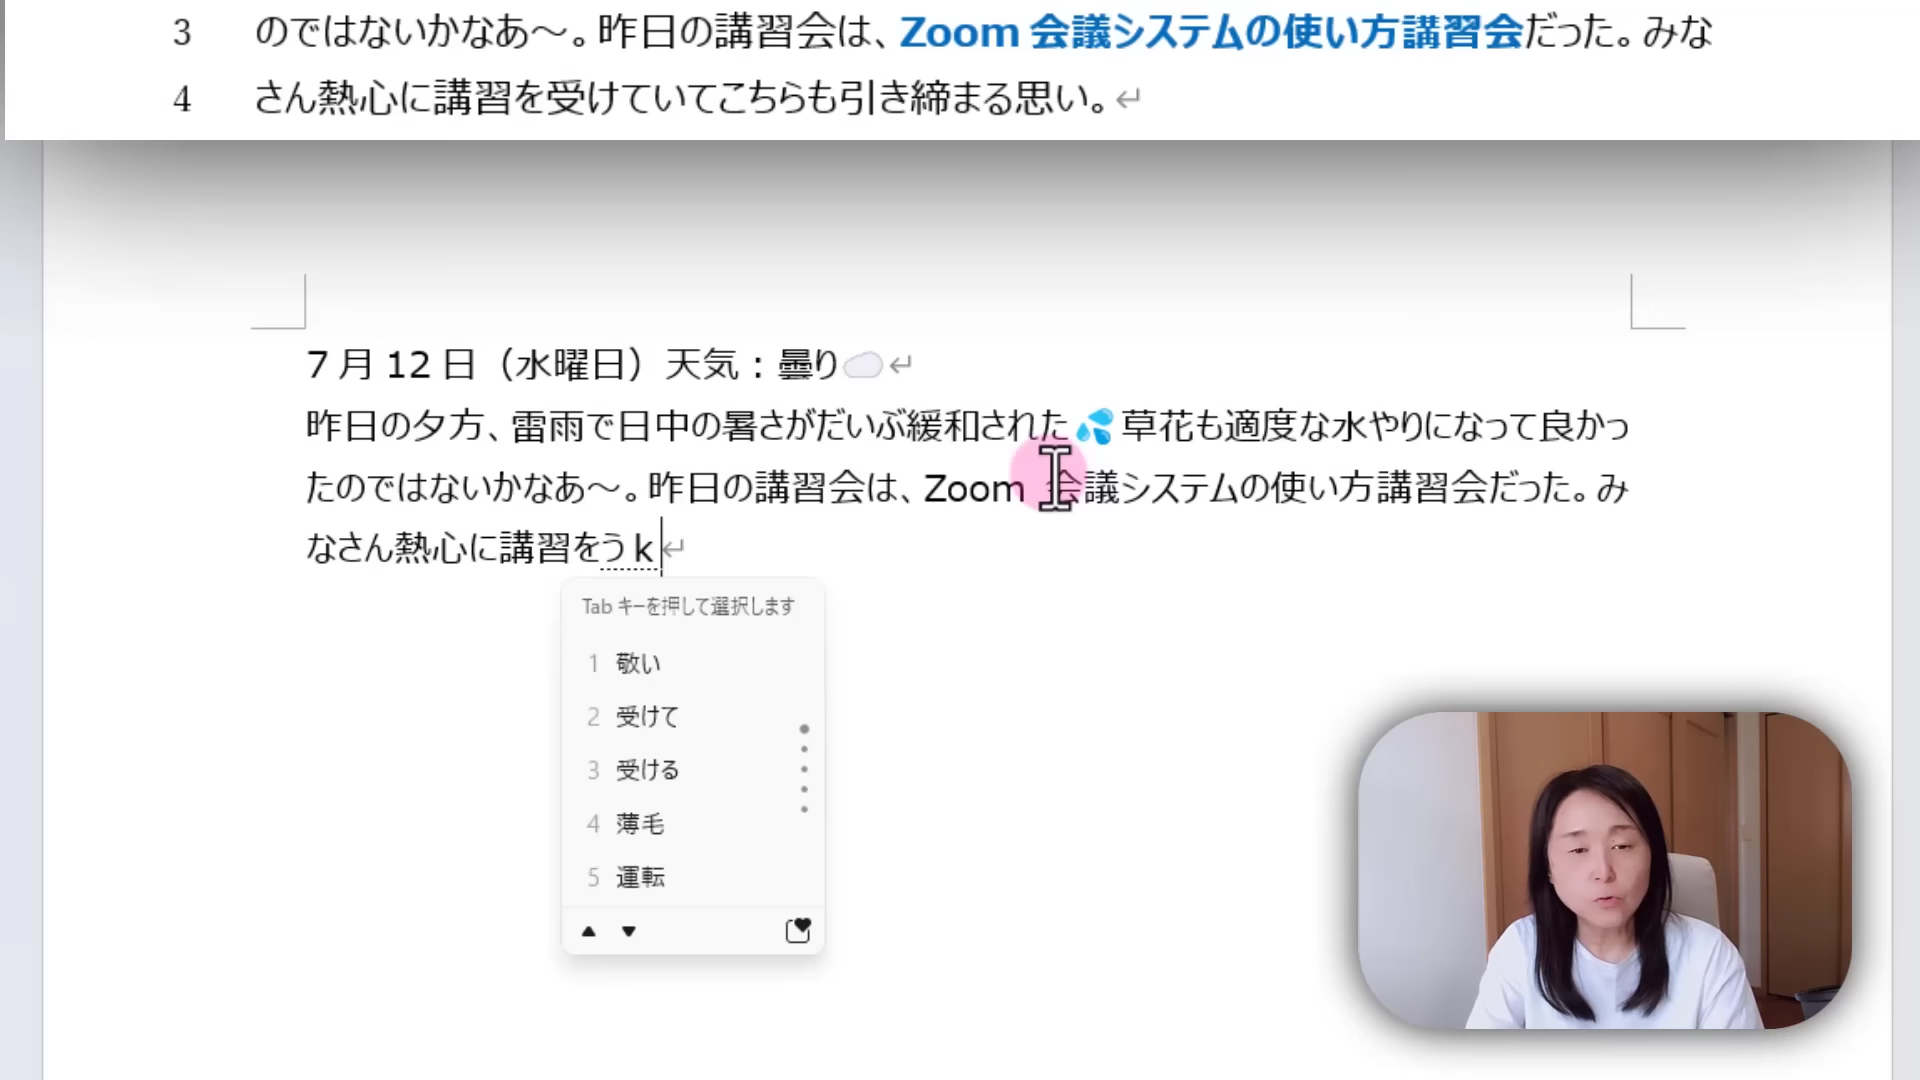 3 のではないかなあ～。昨日の講習会は、Zoom 会議システムの使い方講習会だった。みな
4 さん熱心に講習を受けていてこちらも引き締まる思い。↵
7 月 12 日（水曜日）天気：曇り☁↵
昨日の夕方、雷雨で日中の暑さがだいぶ緩和された💦草花も適度な水やりになって良かっ
たのではないかなあ～。昨日の講習会は、Zoom 会議システムの使い方講習会だった。み
なさん熱心に講習をうｋ↵
Tab キーを押して選択します
1 敬い
2 受けて
3 受ける
4 薄毛
5 運転